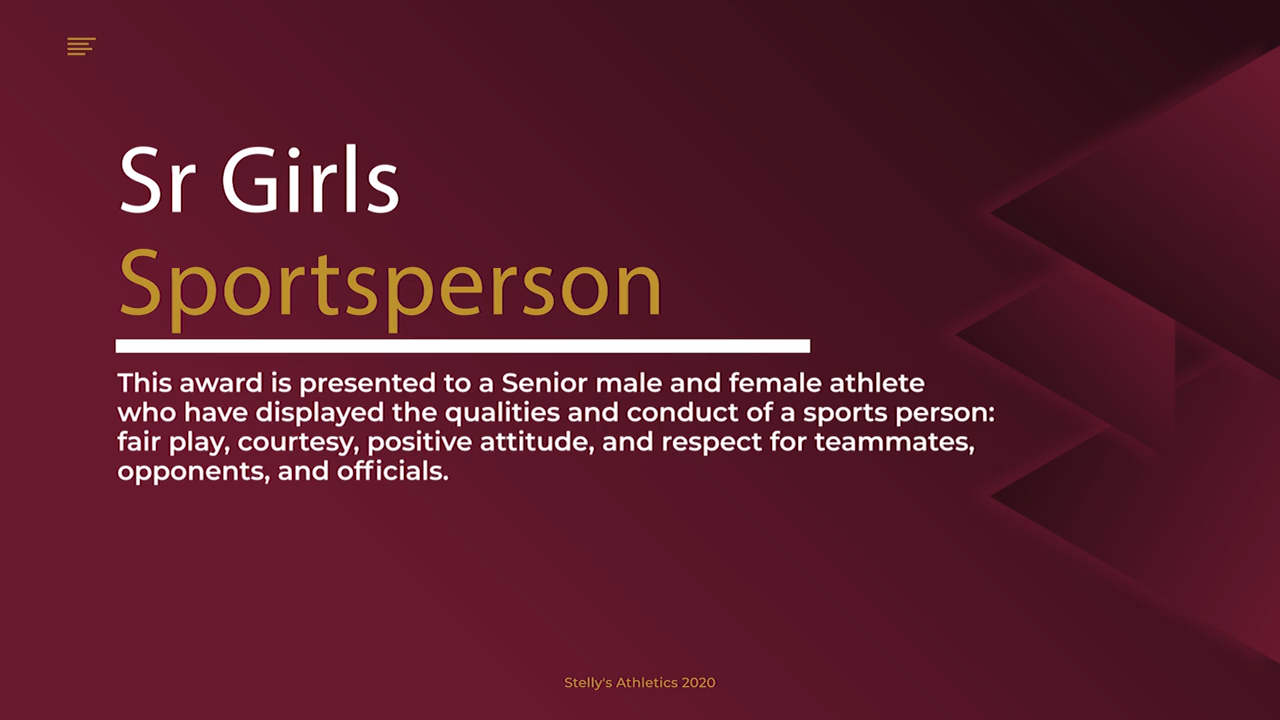 Sr Girls
Sportsperson
This award is presented to a Senior male and female athlete
who have displayed the qualities and conduct of a sports person:
fair play, courtesy, positive attitude, and respect for teammates,
opponents, and officials.
Stelly's Athletics 2020